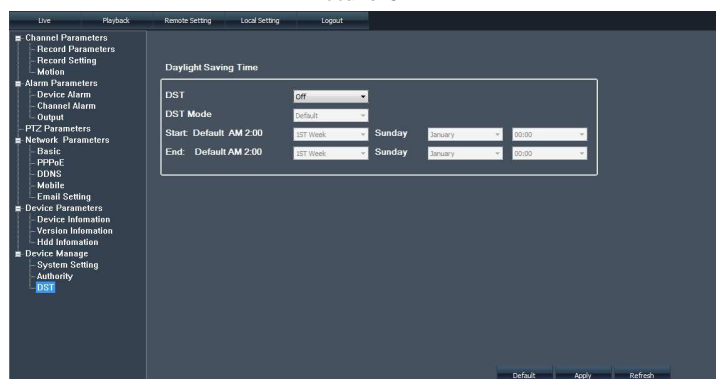 Live Playback Remote Setting Local Setting Logout
Channel Parameters
Record Parameters
Record Setting
Motion
Alarm Parameters
Device Alarm
Channel Alarm
Output
PTZ Parameters
Network Parameters
Basic
PPPoE
DDNS
Mobile
Email Setting
Device Parameters
Device Infomation
Version Infomation
Hdd Infomation
Device Manage
System Setting
Authority
DST
Daylight Saving Time
DST Off
DST Mode Default
Start: Default AM 2:00 1ST Week Sunday January 00:00
End: Default AM 2:00 1ST Week Sunday January 00:00
Default Apply Refresh